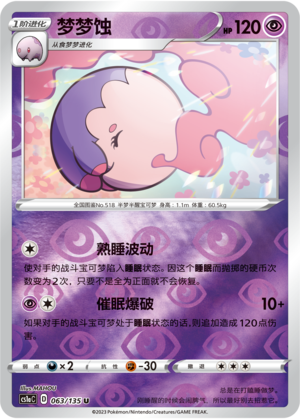 1阶进化
梦梦蚀
HP 120
从食梦梦进化
全国图鉴No.518 半梦半醒宝可梦 身高：1.1m 体重：60.5kg
熟睡波动
使对手的战斗宝可梦陷入睡眠状态。因这个睡眠而抛掷的硬币次
数变为2次，只要不是全为正面就不会恢复。
催眠爆破 10+
如果对手的战斗宝可梦处于睡眠状态的话，则追加造成120点伤
害。
弱点 ×2 抵抗力 -30 撤退
Illus. MAHOU
D 063/135 U
©2023 Pokémon/Nintendo/Creatures/GAME FREAK.